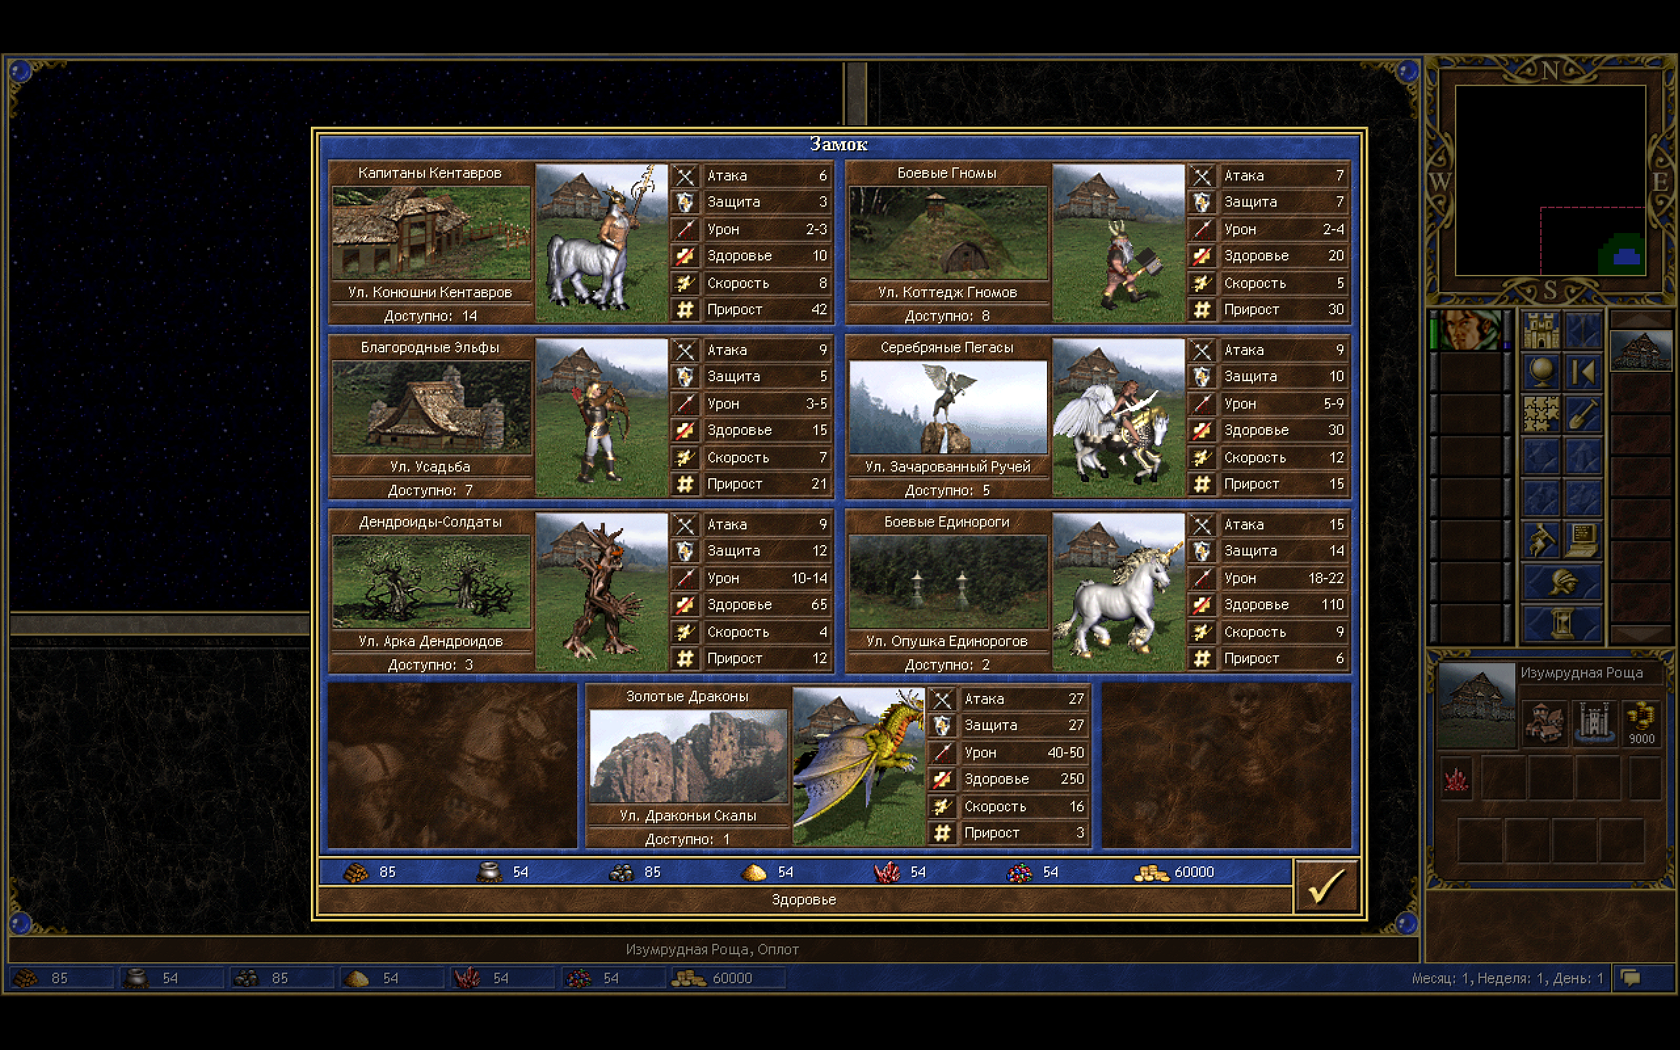 Замок
Капитаны Кентавров
Атака 6
Защита 3
Урон 2-3
Здоровье 10
Скорость 8
Прирост 42
Ул. Конюшни Кентавров
Доступно: 14
Боевые Гномы
Атака 7
Защита 7
Урон 2-4
Здоровье 20
Скорость 5
Прирост 30
Ул. Коттедж Гномов
Доступно: 8
Благородные Эльфы
Атака 9
Защита 5
Урон 3-5
Здоровье 15
Скорость 7
Прирост 21
Ул. Усадьба
Доступно: 7
Серебряные Пегасы
Атака 9
Защита 10
Урон 5-9
Здоровье 30
Скорость 12
Прирост 15
Ул. Зачарованный Ручей
Доступно: 5
Дендроиды-Солдаты
Атака 9
Защита 12
Урон 10-14
Здоровье 65
Скорость 4
Прирост 12
Ул. Арка Дендроидов
Доступно: 3
Боевые Единороги
Атака 15
Защита 14
Урон 18-22
Здоровье 110
Скорость 9
Прирост 6
Ул. Опушка Единорогов
Доступно: 2
Золотые Драконы
Атака 27
Защита 27
Урон 40-50
Здоровье 250
Скорость 16
Прирост 3
Ул. Драконьи Скалы
Доступно: 1
85 54 85 54 54 54 60000
Здоровье
N
W E
S
Изумрудная Роща
9000
Изумрудная Роща, Оплот
85 54 85 54 54 54 60000
Месяц: 1, Неделя: 1, День: 1